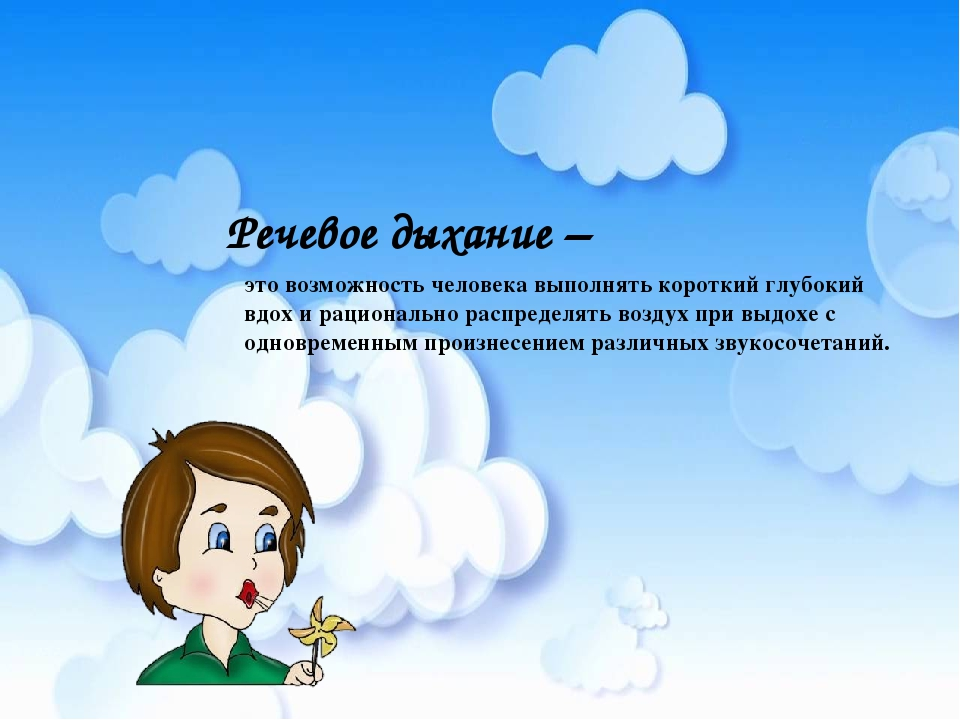 Речевое дыхание –
это возможность человека выполнять короткий глубокий
вдох и рационально распределять воздух при выдохе с
одновременным произнесением различных звукосочетаний.